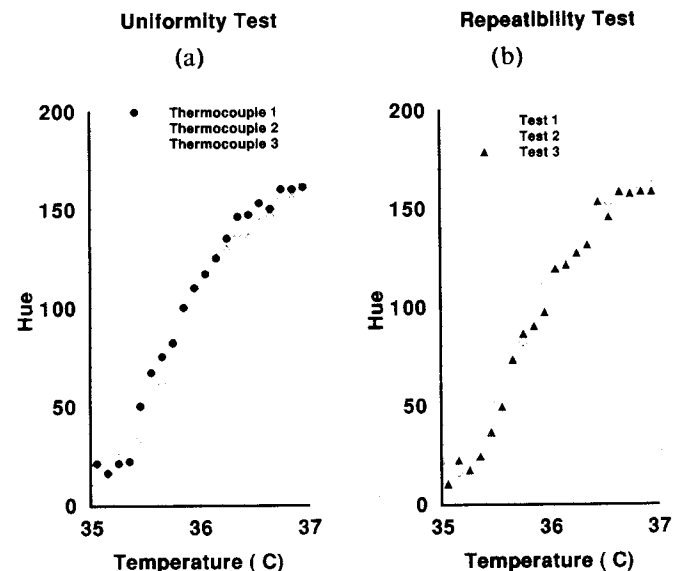 Uniformity Test
(a)
Thermocouple 1
Thermocouple 2
Thermocouple 3
200
150
100
50
0
Hue
35
36
37
Temperature ( C)
Repeatibility Test
(b)
Test 1
Test 2
Test 3
200
150
100
50
0
Hue
35
36
37
Temperature ( C)